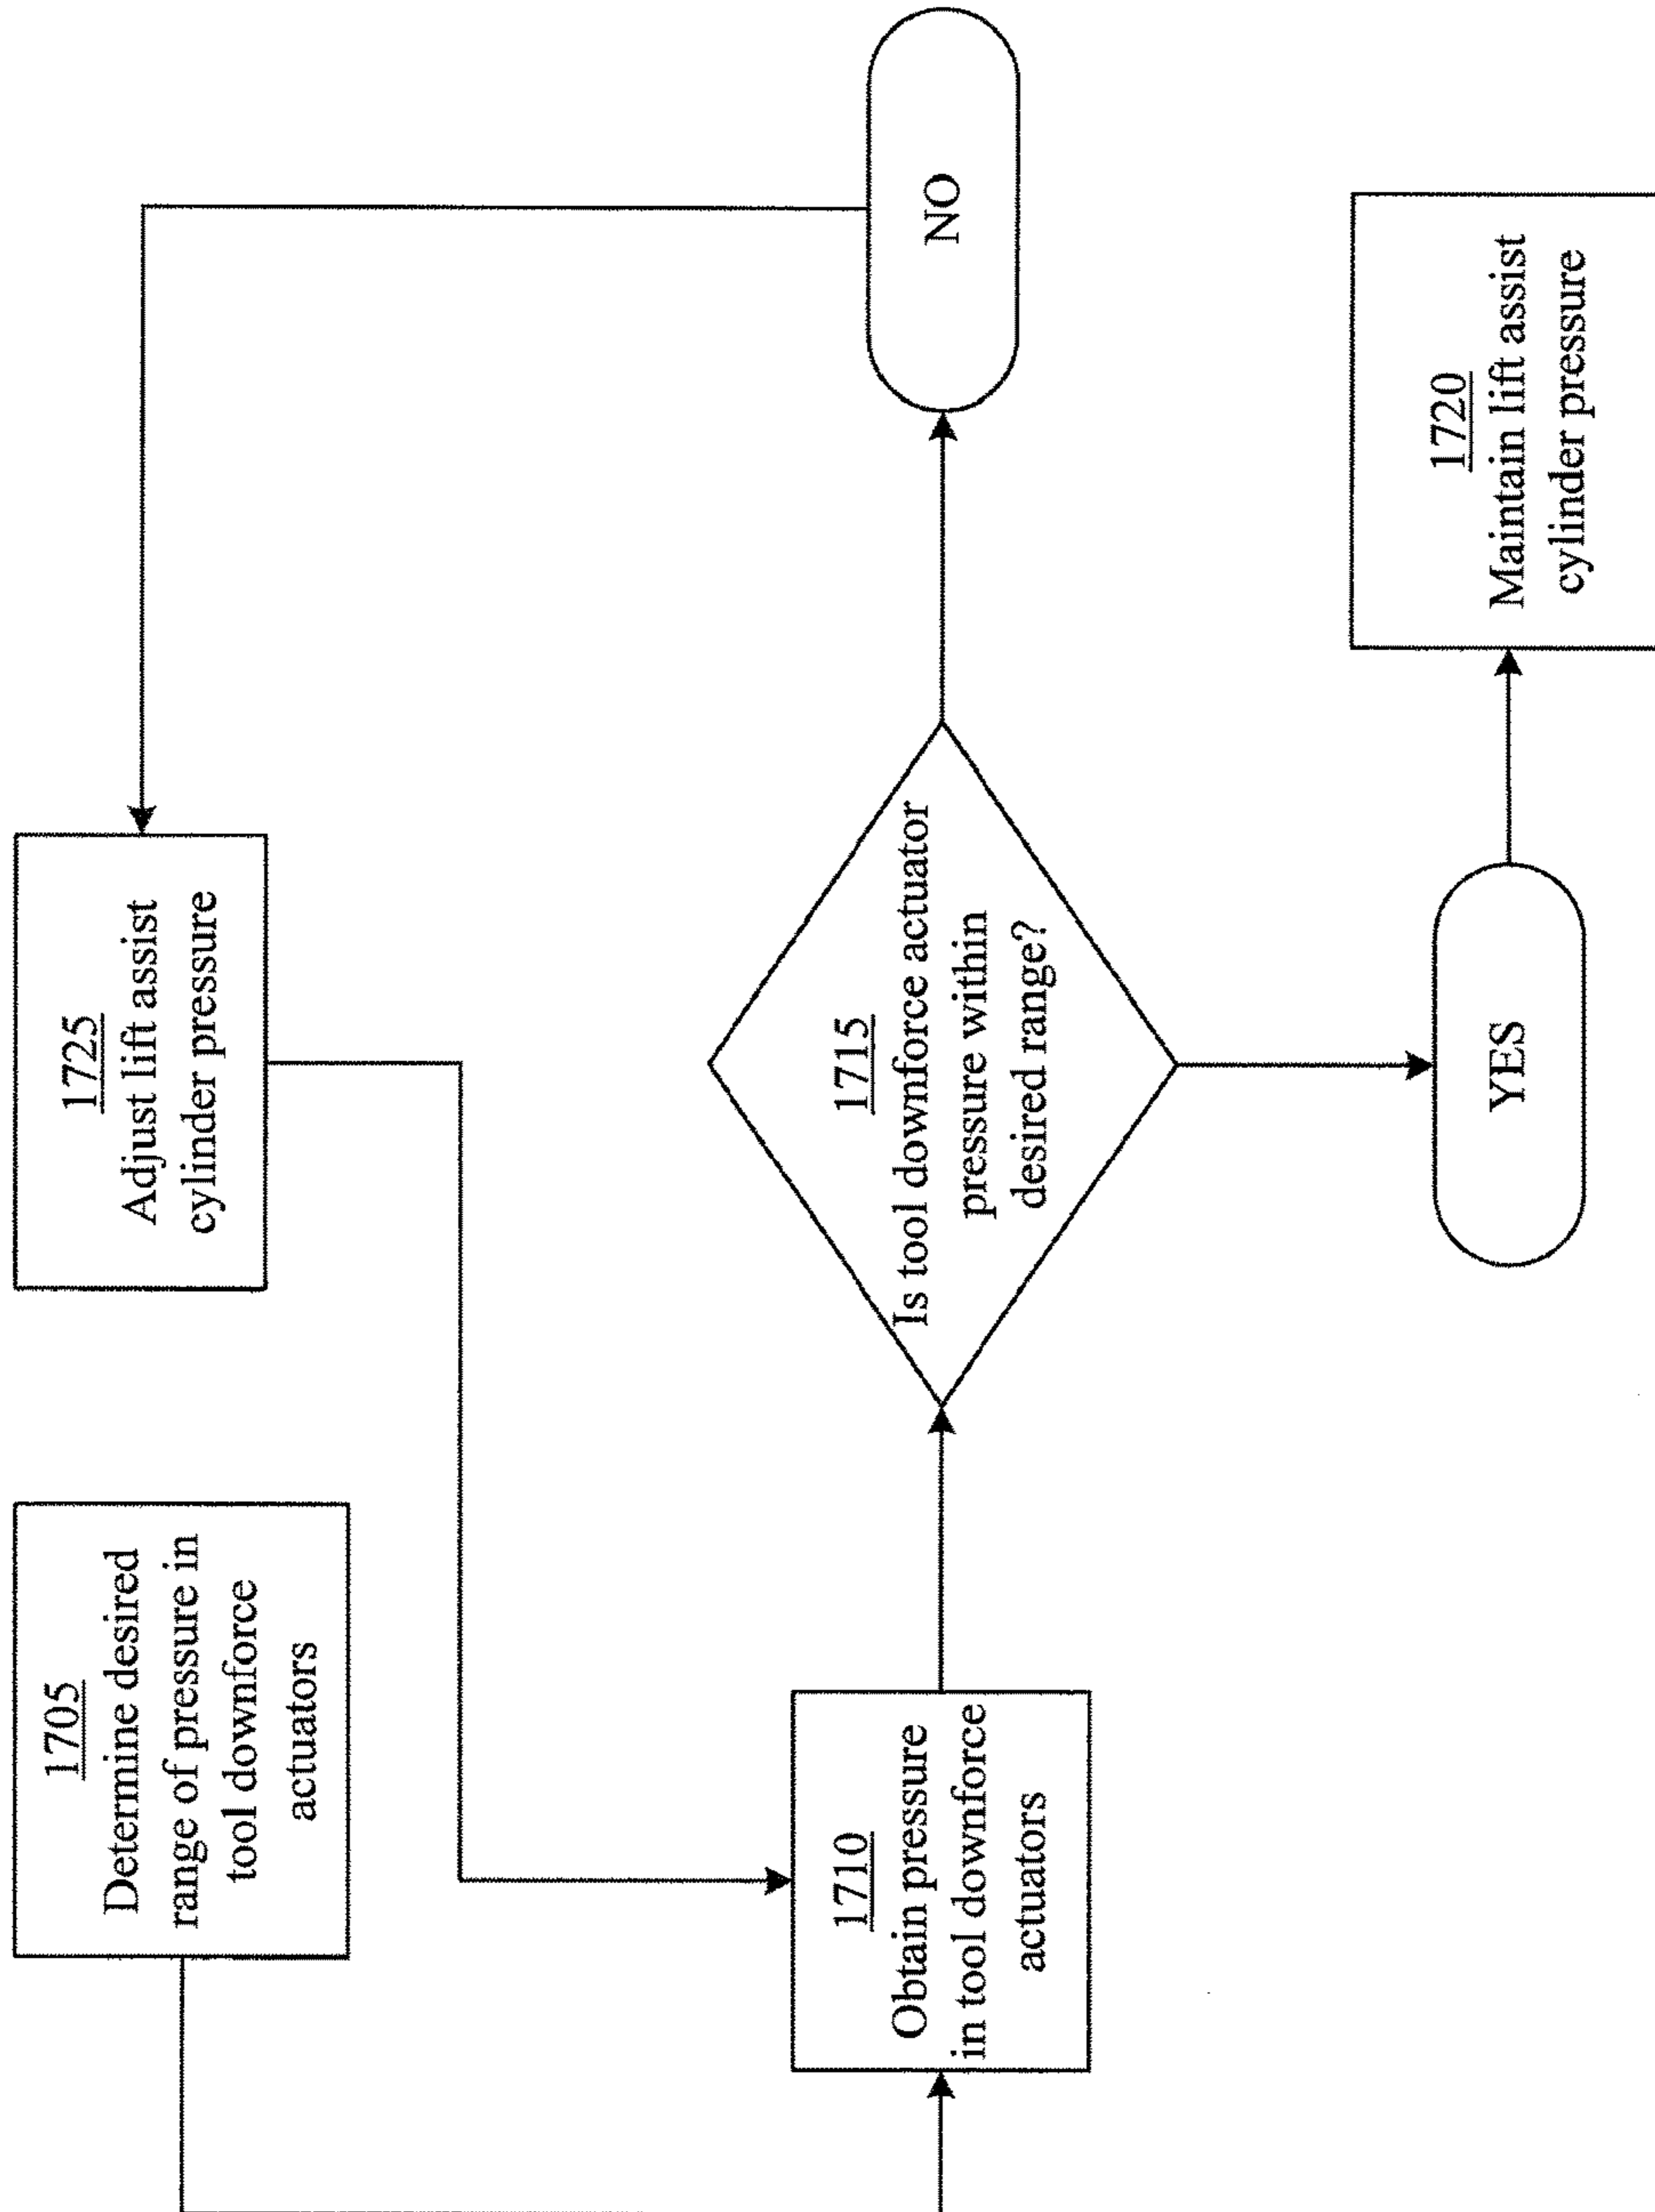 1705
Determine desired
range of pressure in
tool downforce
actuators
1725
Adjust lift assist
cylinder pressure
1710
Obtain pressure
in tool downforce
actuators
1715
Is tool downforce actuator
pressure within
desired range?
NO
YES
1720
Maintain lift assist
cylinder pressure